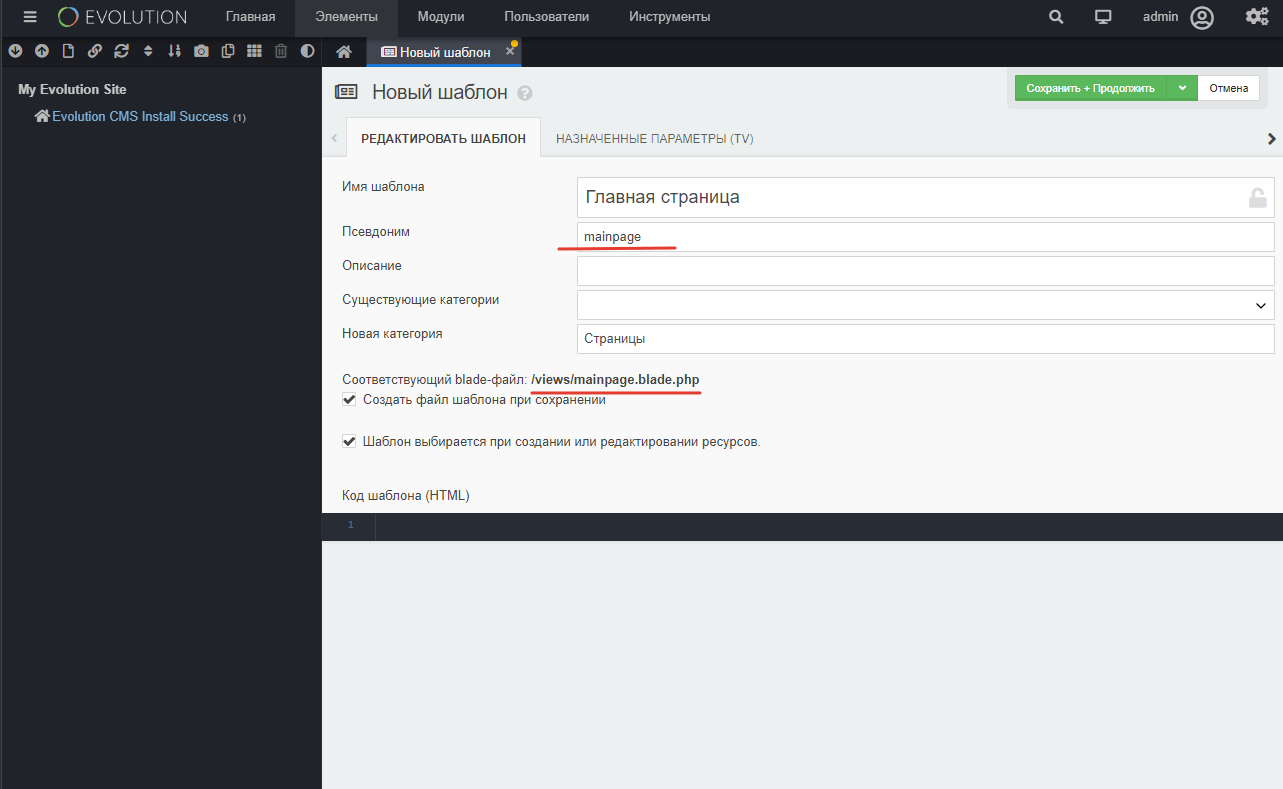 EVOLUTION Главная Элементы Модули Пользователи Инструменты admin
Новый шаблон ×
My Evolution Site
Evolution CMS Install Success (1)
Новый шаблон ?
Сохранить + Продолжить Отмена
РЕДАКТИРОВАТЬ ШАБЛОН НАЗНАЧЕННЫЕ ПАРАМЕТРЫ (TV)
Имя шаблона Главная страница
Псевдоним mainpage
Описание
Существующие категории
Новая категория Страницы
Соответствующий blade-файл: /views/mainpage.blade.php
Создать файл шаблона при сохранении
Шаблон выбирается при создании или редактировании ресурсов.
Код шаблона (HTML)
1